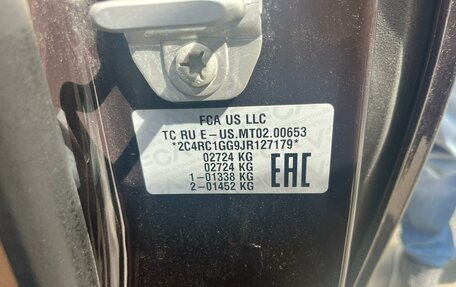 FCA US LLC
TC RU E-US.MT02.00653
*2C4RC1GG9JR127179*
02724 KG
02724 KG
1-01338 KG
2-01452 KG
EAC